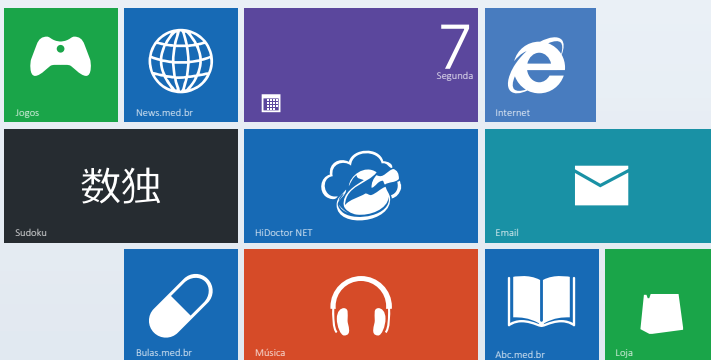 Jogos
News.med.br
7
Segunda
Internet
数独
Sudoku
HiDoctor NET
Email
Bulas.med.br
Música
Abc.med.br
Loja